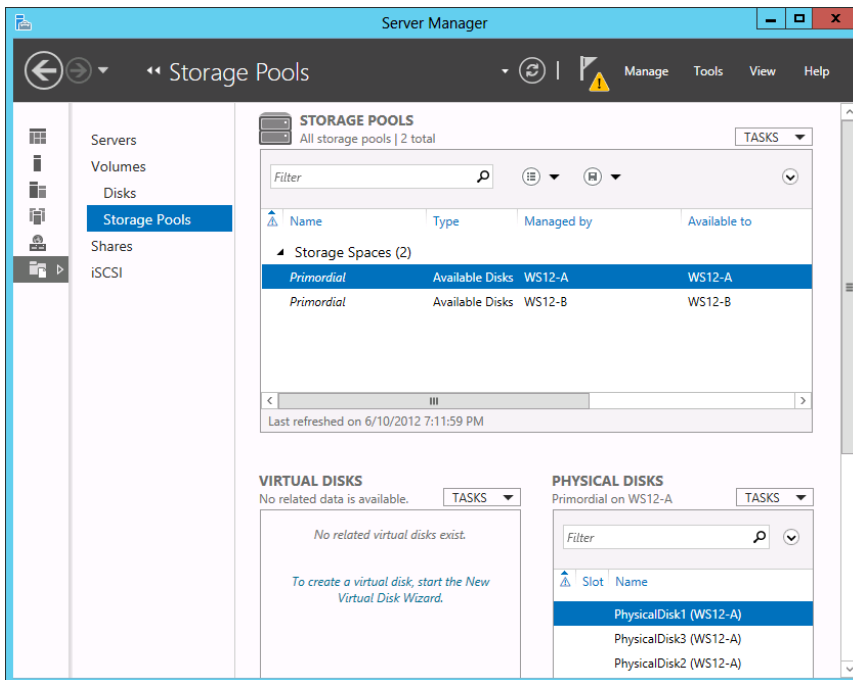 Server Manager
Storage Pools
Manage Tools View Help
Servers
Volumes
Disks
Storage Pools
Shares
iSCSI
STORAGE POOLS
All storage pools | 2 total
TASKS
Filter
Name Type Managed by Available to
Storage Spaces (2)
Primordial Available Disks WS12-A WS12-A
Primordial Available Disks WS12-B WS12-B
Last refreshed on 6/10/2012 7:11:59 PM
VIRTUAL DISKS
No related data is available.
TASKS
No related virtual disks exist.
To create a virtual disk, start the New
Virtual Disk Wizard.
PHYSICAL DISKS
Primordial on WS12-A
TASKS
Filter
Slot Name
PhysicalDisk1 (WS12-A)
PhysicalDisk3 (WS12-A)
PhysicalDisk2 (WS12-A)